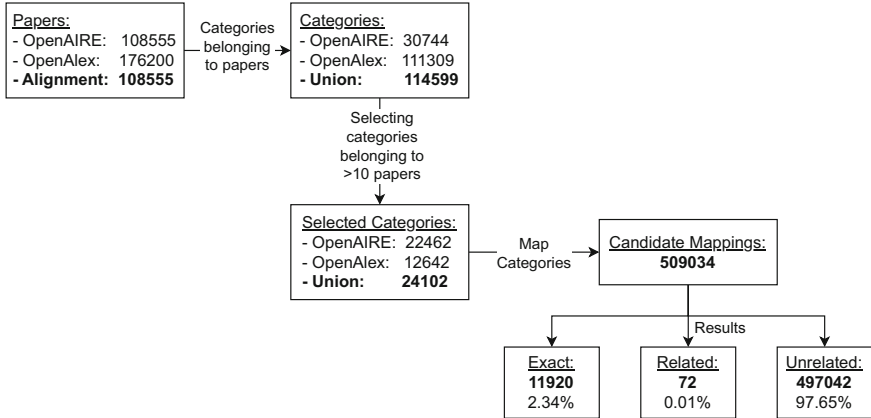 Papers:
- OpenAIRE: 108555
- OpenAlex: 176200
- Alignment: 108555
Categories
belonging
to papers
Categories:
- OpenAIRE: 30744
- OpenAlex: 111309
- Union: 114599
Selecting
categories
belonging to
>10 papers
Selected Categories:
- OpenAIRE: 22462
- OpenAlex: 12642
- Union: 24102
Map
Categories
Candidate Mappings:
509034
Results
Exact:
11920
2.34%
Related:
72
0.01%
Unrelated:
497042
97.65%